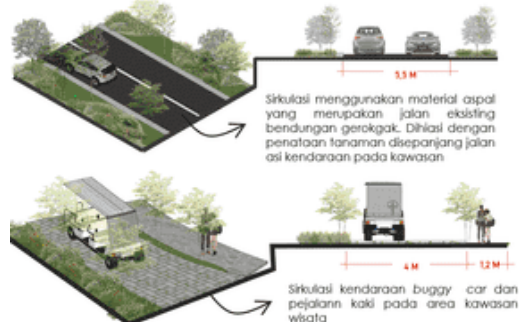 5,5 M
Sirkulasi menggunakan material aspal
yang merupakan jalan eksisting
bendungan gerokgak. Dihiasi dengan
penataan tanaman disepanjang jalan
asi kendaraan pada kawasan
4 M
1,2 M
Sirkulasi kendaraan buggy car dan
pejalann kaki pada area kawasan
wisata